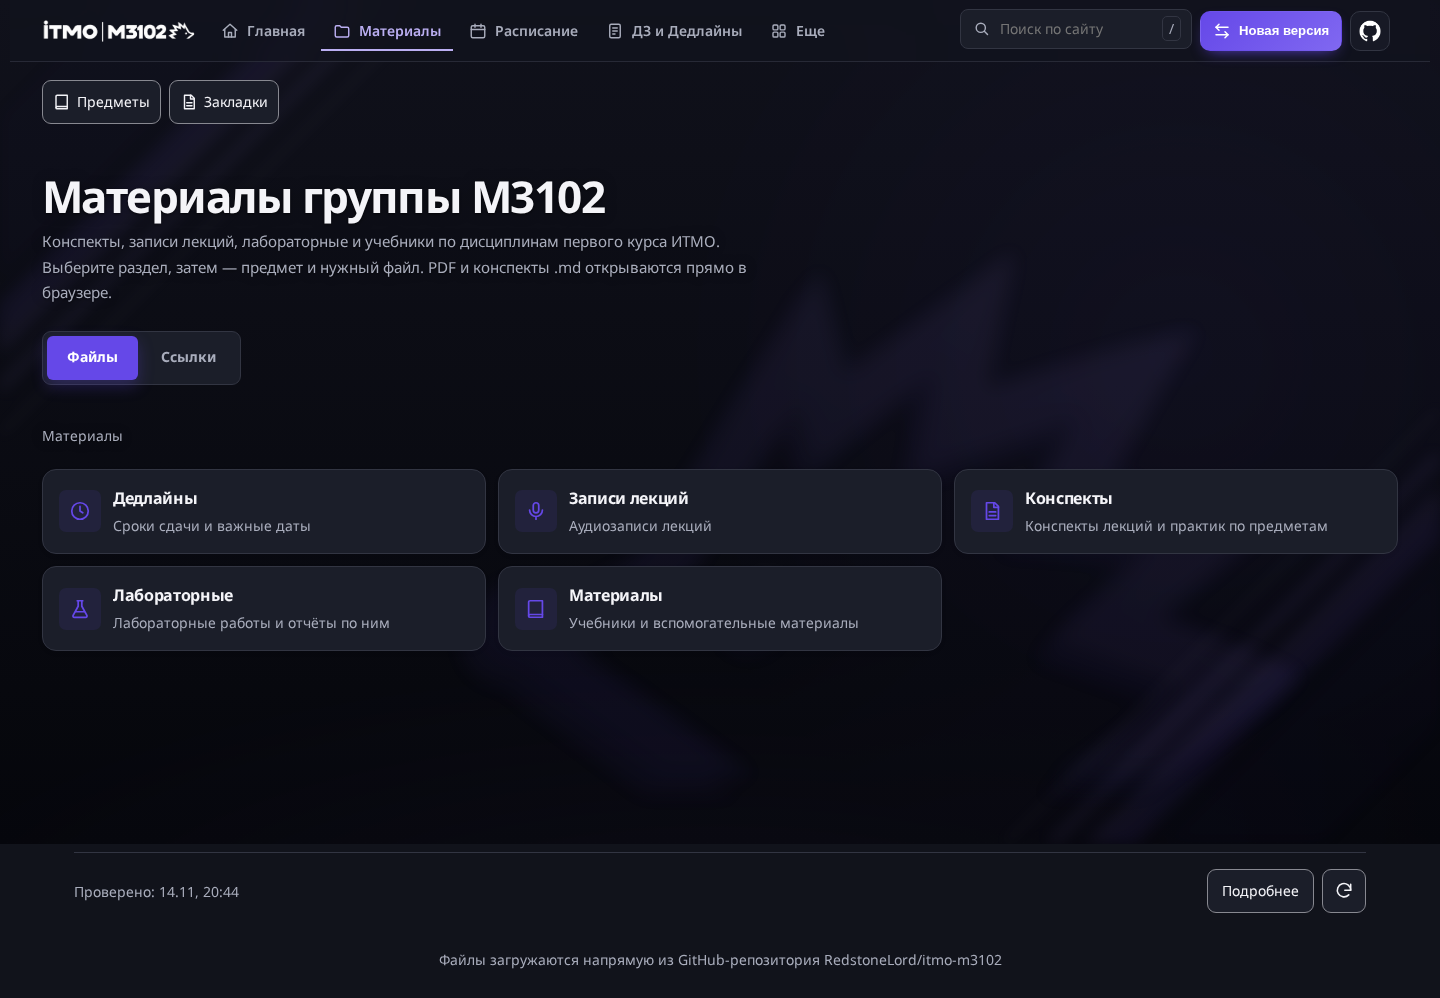 iTMO M3102
Главная
Материалы
Расписание
ДЗ и Дедлайны
Еще
Поиск по сайту
/
Новая версия
Предметы
Закладки
Материалы группы M3102
Конспекты, записи лекций, лабораторные и учебники по дисциплинам первого курса ИТМО.
Выберите раздел, затем — предмет и нужный файл. PDF и конспекты .md открываются прямо в
браузере.
Файлы
Ссылки
Материалы
Дедлайны
Сроки сдачи и важные даты
Записи лекций
Аудиозаписи лекций
Конспекты
Конспекты лекций и практик по предметам
Лабораторные
Лабораторные работы и отчёты по ним
Материалы
Учебники и вспомогательные материалы
Проверено: 14.11, 20:44
Подробнее
Файлы загружаются напрямую из GitHub-репозитория RedstoneLord/itmo-m3102